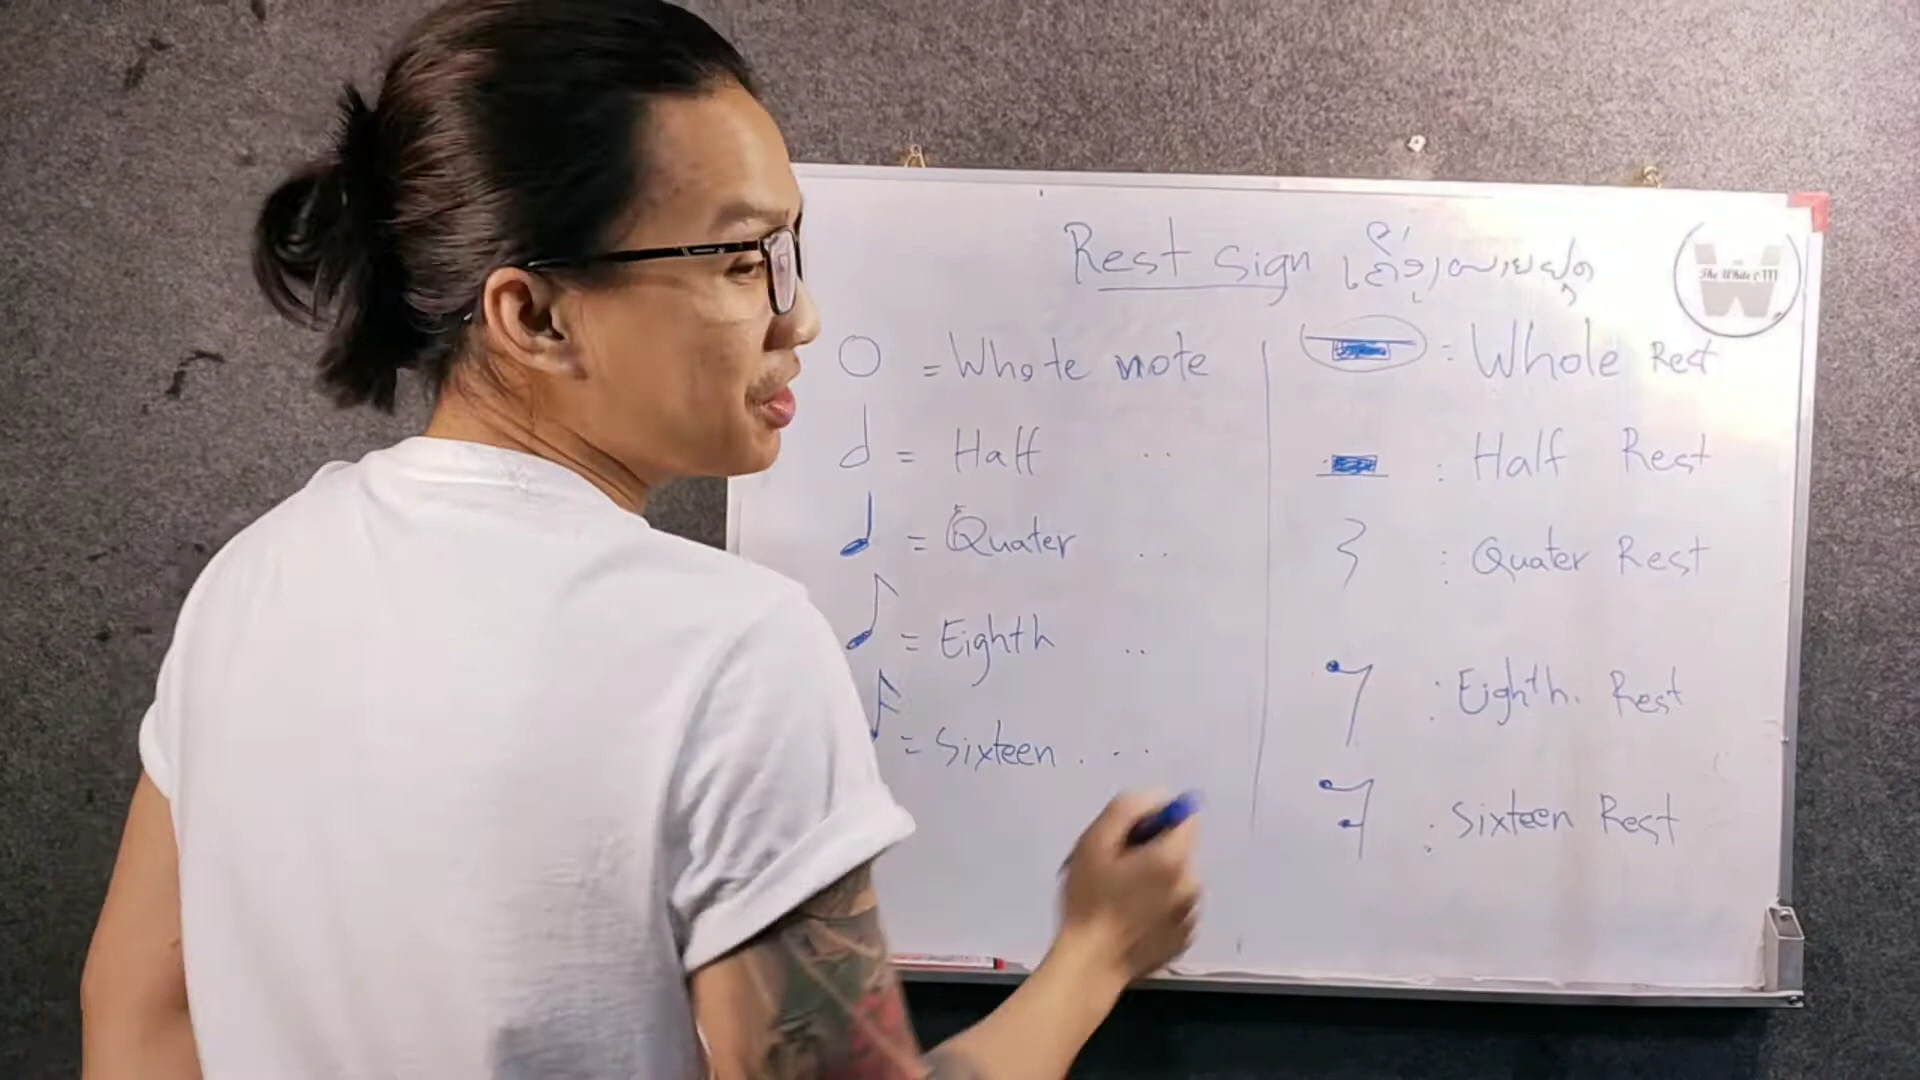 Rest Sign
= Whote note
= Half ..
= Quater ..
= Eighth ..
= Sixteen . ..
: Whole Rest
: Half Rest
: Quater Rest
: Eighth. Rest
: Sixteen Rest